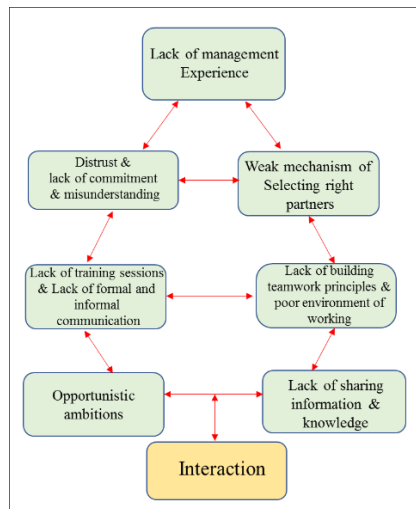 Lack of management
Experience
Distrust &
lack of commitment
& misunderstanding
Weak mechanism of
Selecting right
partners
Lack of training sessions
& Lack of formal and
informal
communication
Lack of building
teamwork principles &
poor environment of
working
Opportunistic
ambitions
Lack of sharing
information &
knowledge
Interaction